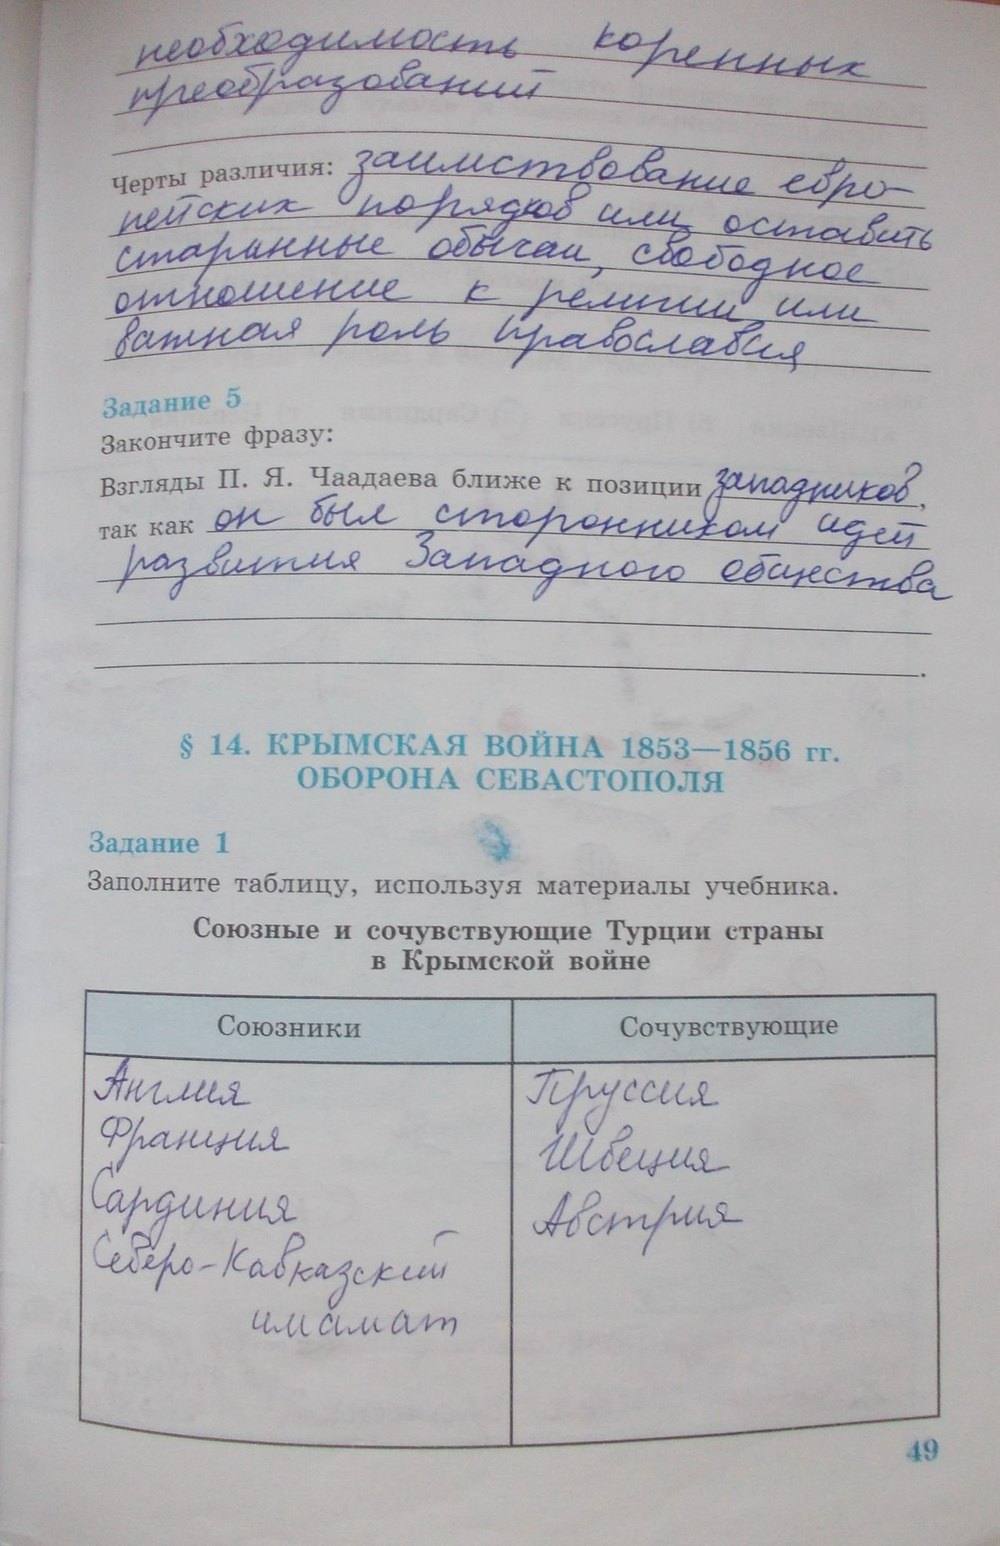 необходимость коренных
преобразований
Черты различия: заимствование евро-
пейских порядков или оставить
старинные обычаи, свободное
отношение к религии или
важная роль православия
Задание 5
Закончите фразу:
Взгляды П. Я. Чаадаева ближе к позиции западников,
так как он был сторонником идей
развития Западного общества
.
§ 14. КРЫМСКАЯ ВОЙНА 1853—1856 гг.
ОБОРОНА СЕВАСТОПОЛЯ
Задание 1
Заполните таблицу, используя материалы учебника.
Союзные и сочувствующие Турции страны
в Крымской войне
Союзники Сочувствующие
Англия Пруссия
Франция Швеция
Сардиния Австрия
Северо-Кавказский
имамат
49